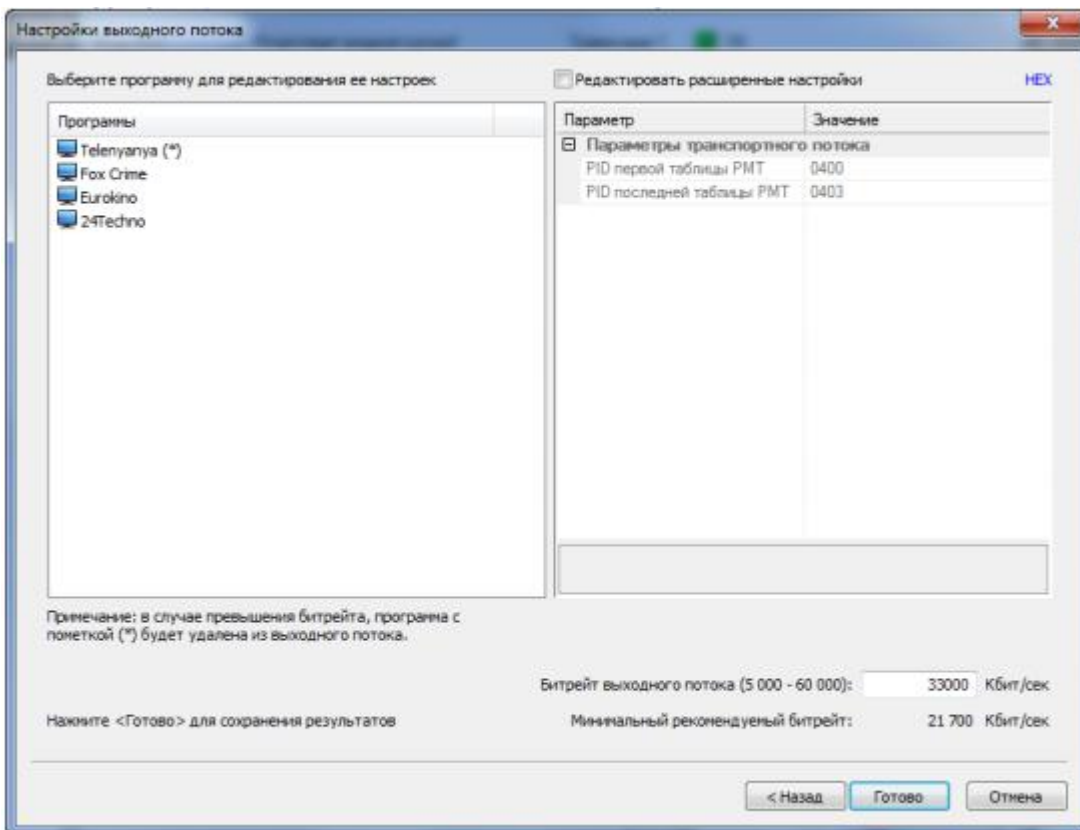 Настройки выходного потока
Выберите программу для редактирования ее настроек
Редактировать расширенные настройки
HEX
Программы
Telenyanya (*)
Fox Crime
Eurokino
24Techno
Параметр Значение
Параметры транспортного потока
PID первой таблицы PMT 0400
PID последней таблицы PMT 0403
Примечание: в случае превышения битрейта, программа с
пометкой (*) будет удалена из выходного потока.
Битрейт выходного потока (5 000 - 60 000): 33000 Кбит/сек
Нажмите <Готово> для сохранения результатов
Минимальный рекомендуемый битрейт: 21 700 Кбит/сек
< Назад
Готово
Отмена